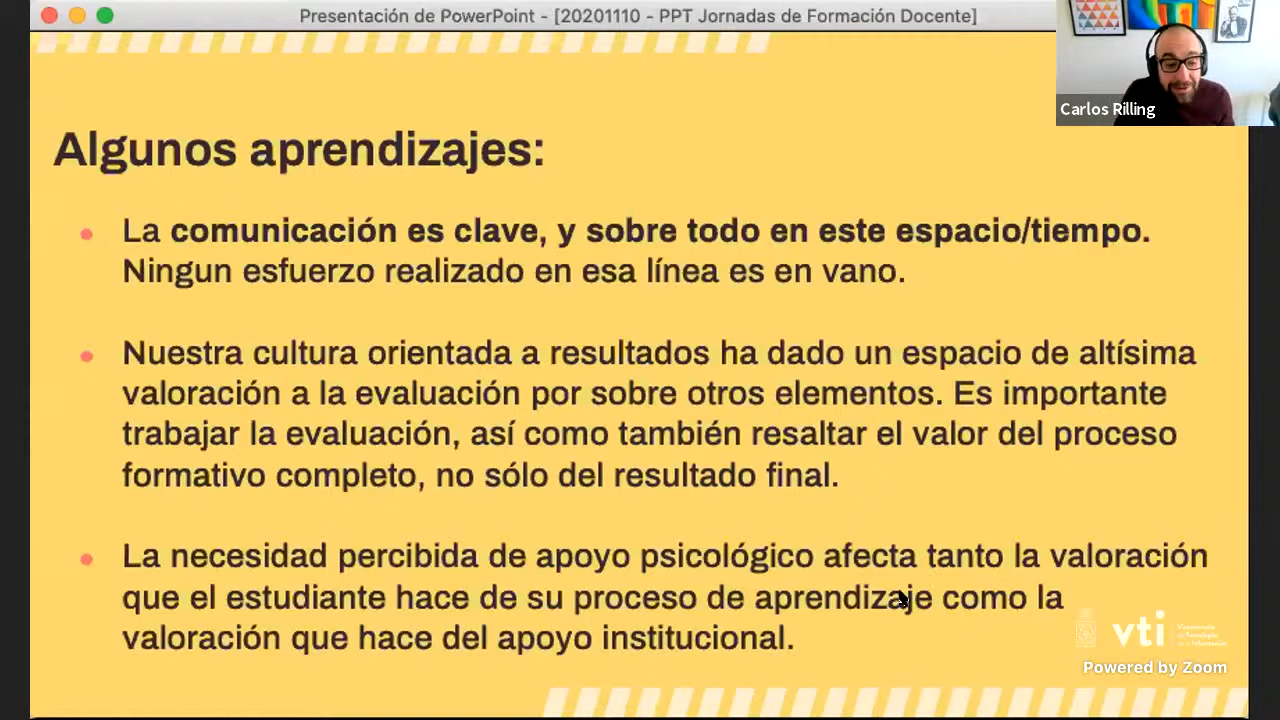 Presentación de PowerPoint - [20201110 - PPT Jornadas de Formación Docente]
Carlos Rilling
Algunos aprendizajes:
La comunicación es clave, y sobre todo en este espacio/tiempo.
Ningun esfuerzo realizado en esa línea es en vano.
Nuestra cultura orientada a resultados ha dado un espacio de altísima
valoración a la evaluación por sobre otros elementos. Es importante
trabajar la evaluación, así como también resaltar el valor del proceso
formativo completo, no sólo del resultado final.
La necesidad percibida de apoyo psicológico afecta tanto la valoración
que el estudiante hace de su proceso de aprendizaje como la
valoración que hace del apoyo institucional.
vti
Powered by Zoom